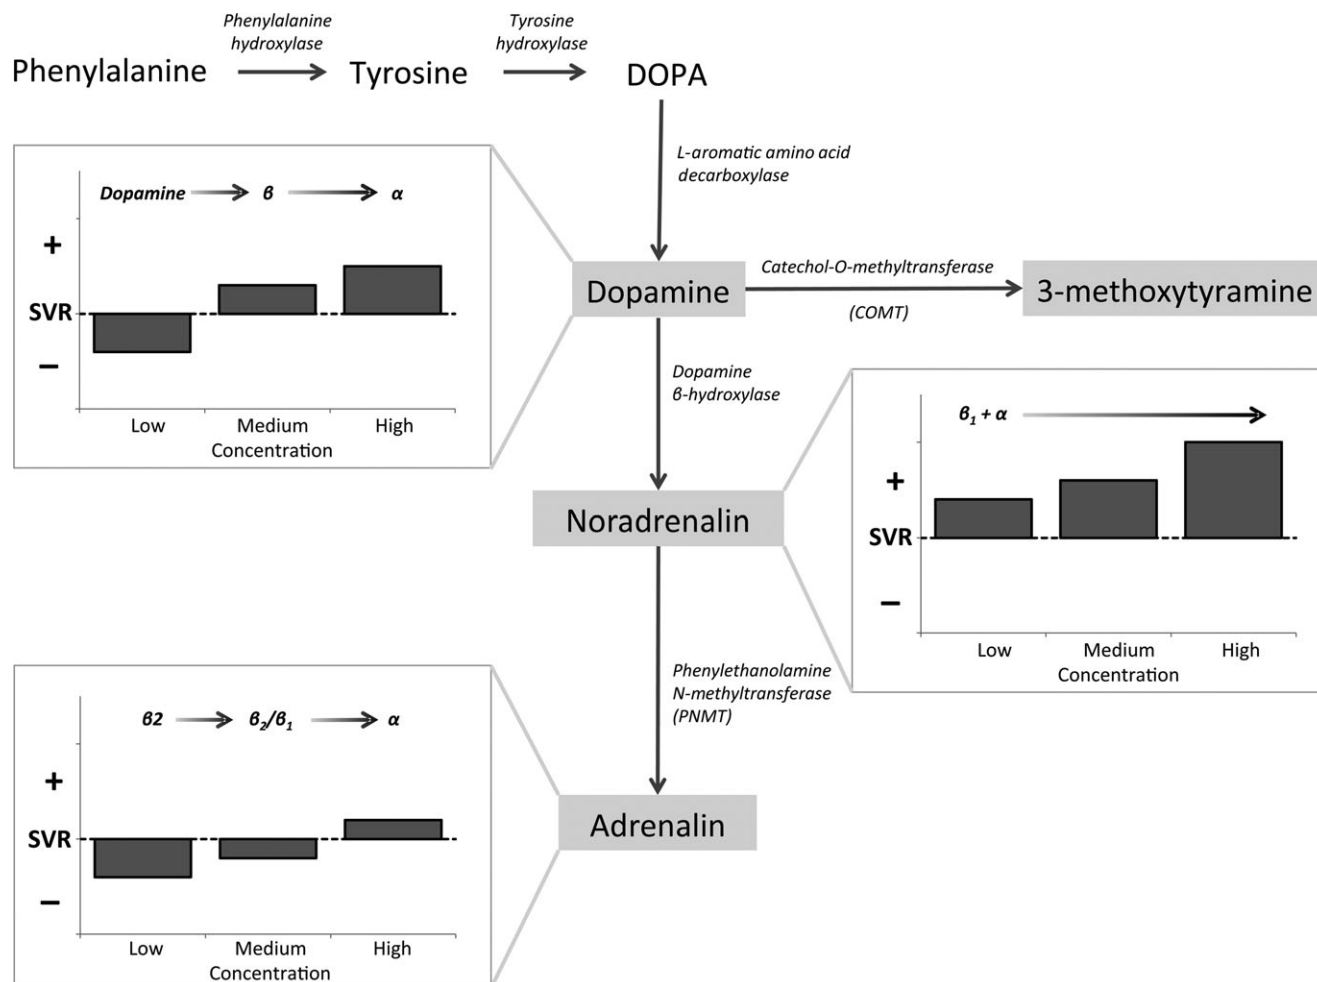 Phenylalanine
hydroxylase
Tyrosine
hydroxylase
Phenylalanine
Tyrosine
DOPA
L-aromatic amino acid
decarboxylase
Dopamine
β
α
+
SVR
−
Low
Medium
High
Concentration
Dopamine
Catechol-O-methyltransferase
(COMT)
3-methoxytyramine
Dopamine
β-hydroxylase
β₁ + α
+
SVR
−
Low
Medium
High
Concentration
Noradrenalin
Phenylethanolamine
N-methyltransferase
(PNMT)
β2
β₂/β₁
α
+
SVR
−
Low
Medium
High
Concentration
Adrenalin